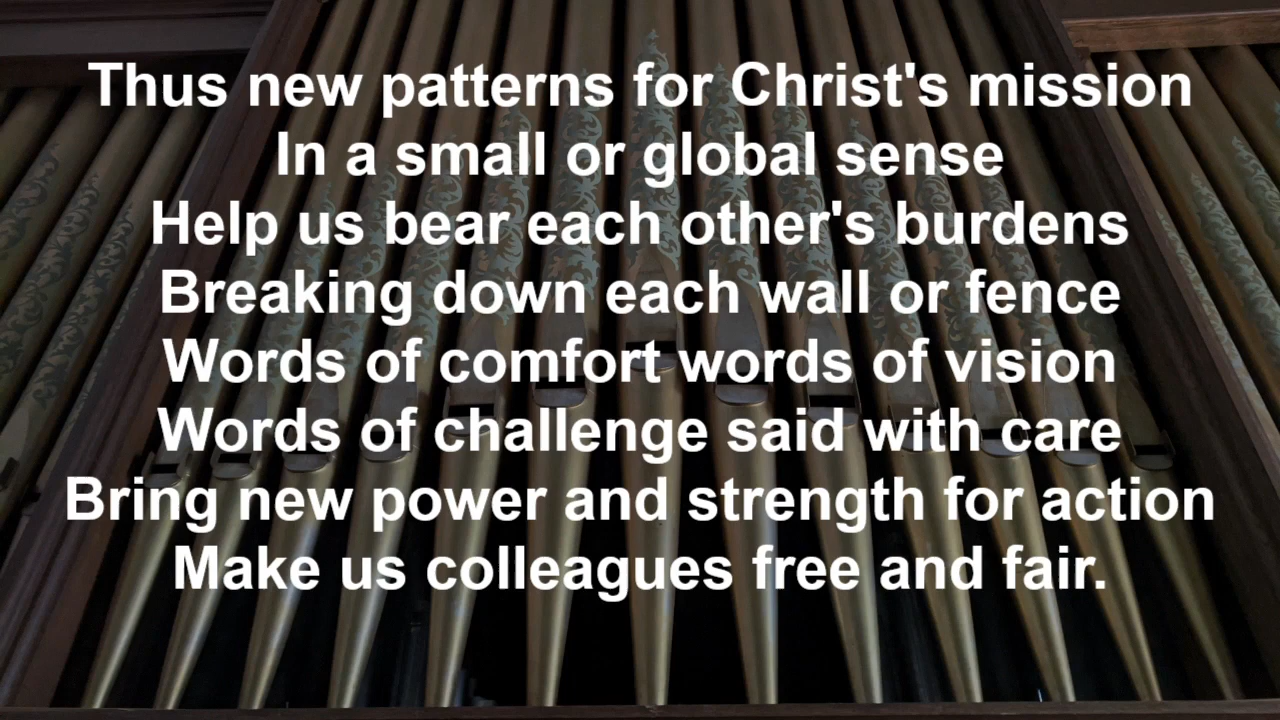 Thus new patterns for Christ's mission
In a small or global sense
Help us bear each other's burdens
Breaking down each wall or fence
Words of comfort words of vision
Words of challenge said with care
Bring new power and strength for action
Make us colleagues free and fair.